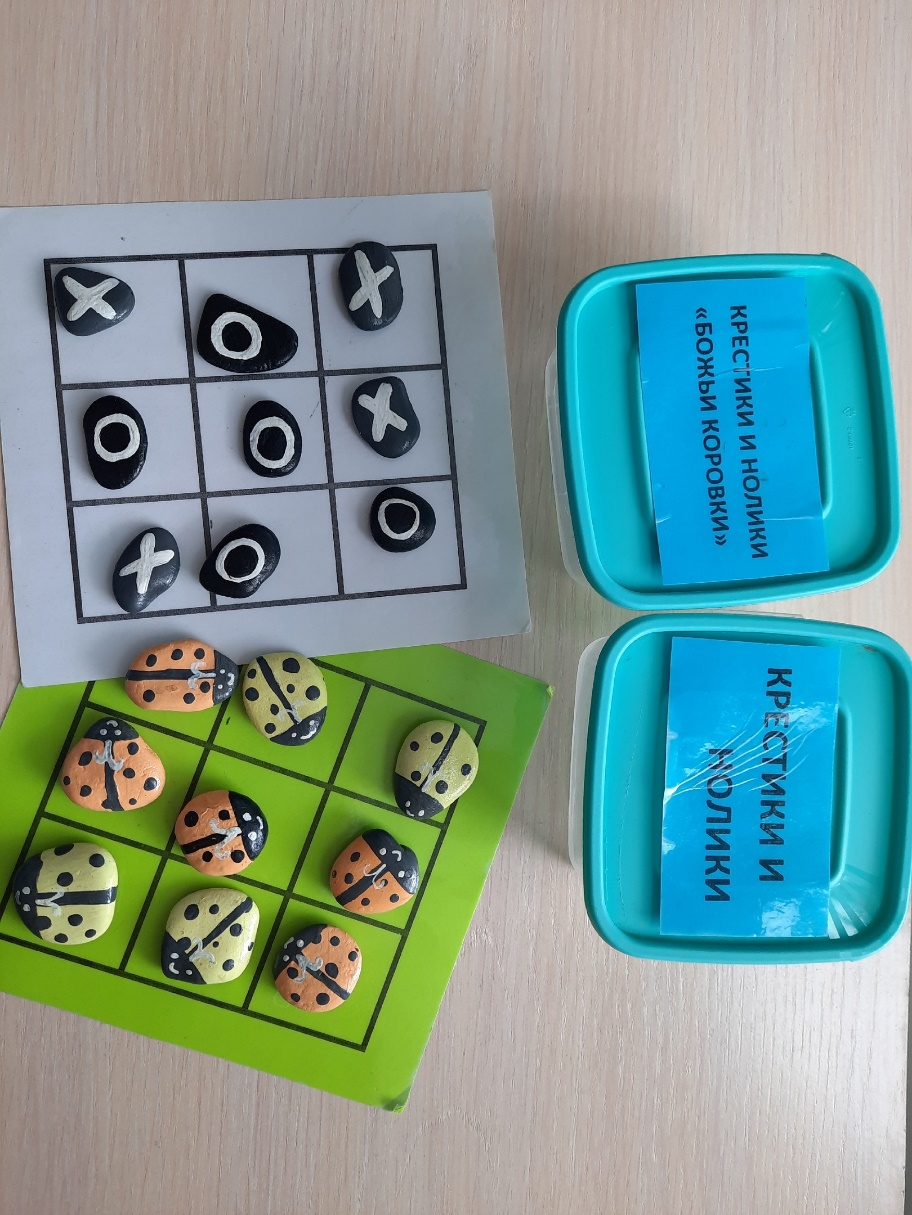 КРЕСТИКИ И НОЛИКИ
«БОЖЬИ КОРОВКИ»
КРЕСТИКИ И
НОЛИКИ
X O X
O O X
X O O